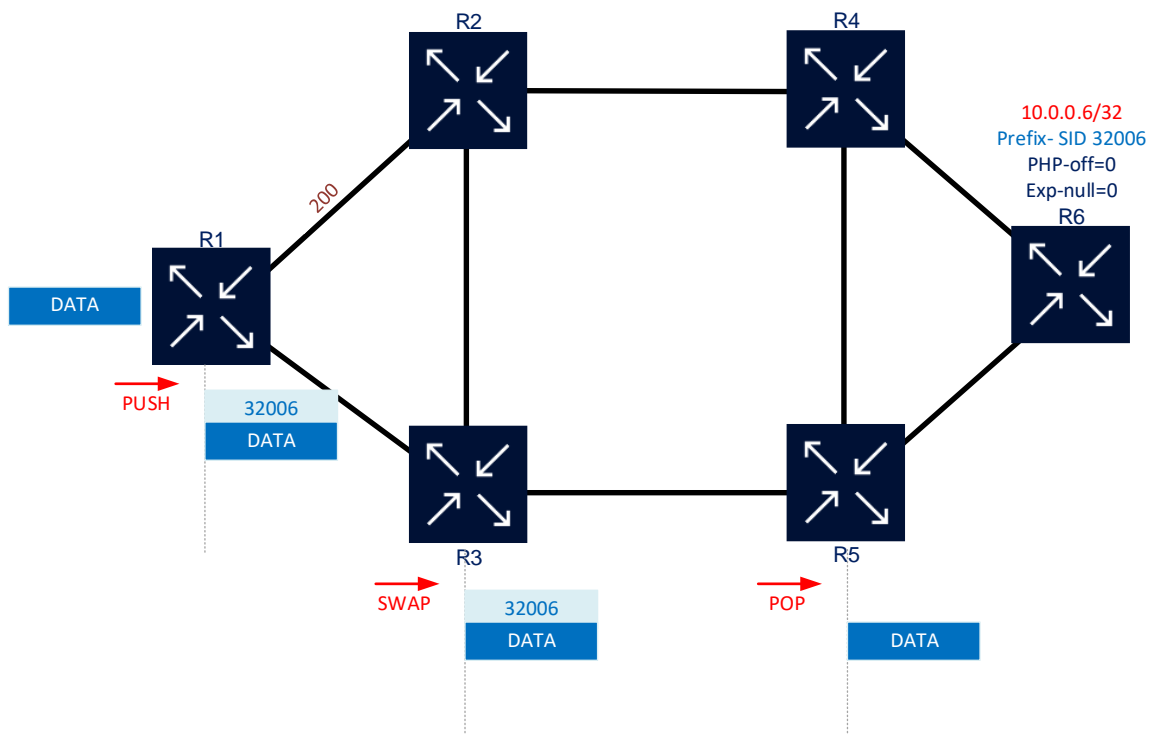 R2
R4
10.0.0.6/32
Prefix- SID 32006
PHP-off=0
Exp-null=0
R6
200
R1
DATA
PUSH
32006
DATA
R3
SWAP
32006
DATA
R5
POP
DATA